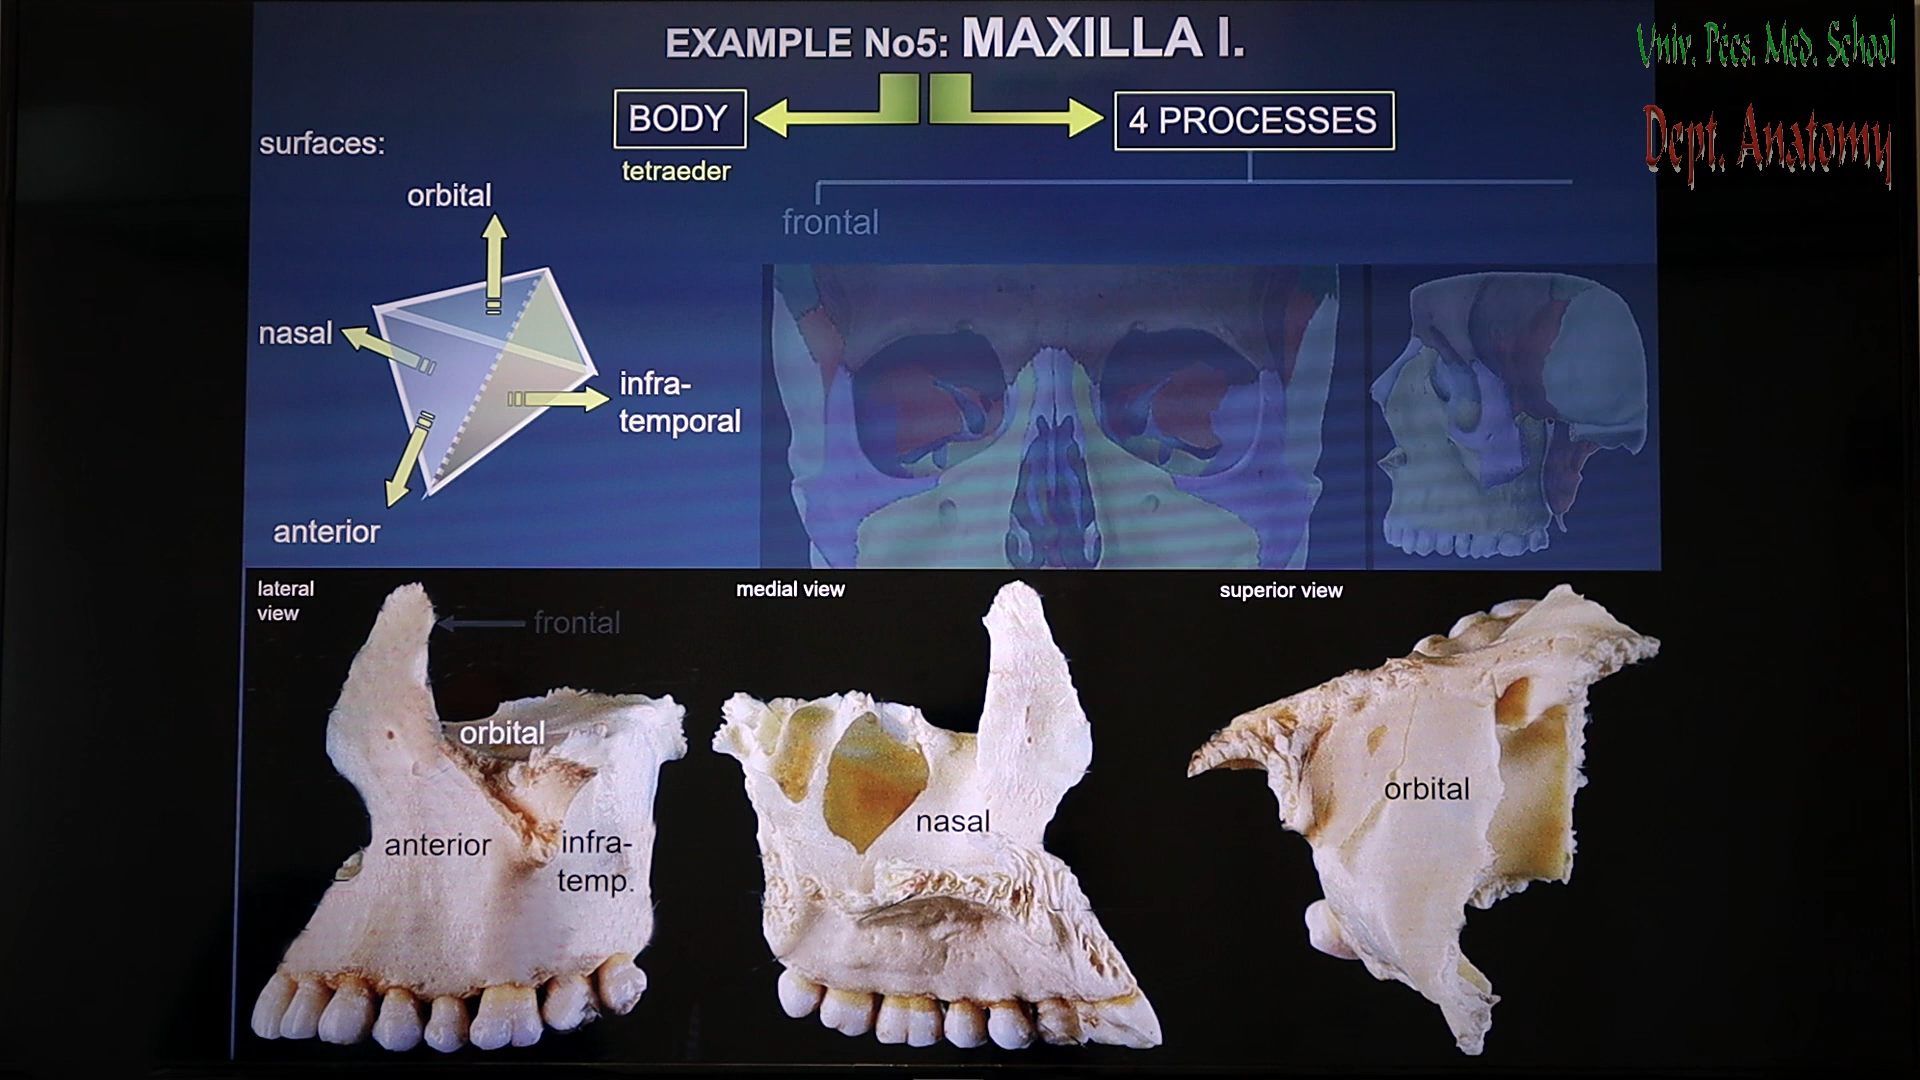 EXAMPLE No5: MAXILLA I.
Univ. Pécs. Med. School
Dept. Anatomy
BODY
4 PROCESSES
tetraeder
surfaces:
orbital
nasal
infra-
temporal
anterior
frontal
lateral
view
frontal
orbital
anterior
infra-
temp.
medial view
nasal
superior view
orbital